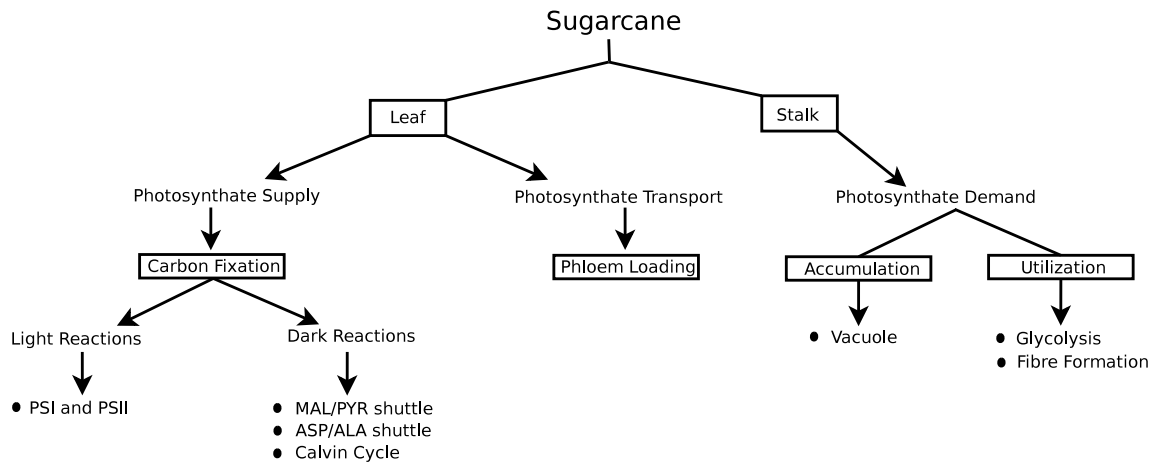 Sugarcane
Leaf
Stalk
Photosynthate Supply
Photosynthate Transport
Photosynthate Demand
Carbon Fixation
Phloem Loading
Accumulation
Utilization
Light Reactions
Dark Reactions
• Vacuole
• Glycolysis
• Fibre Formation
• PSI and PSII
• MAL/PYR shuttle
• ASP/ALA shuttle
• Calvin Cycle